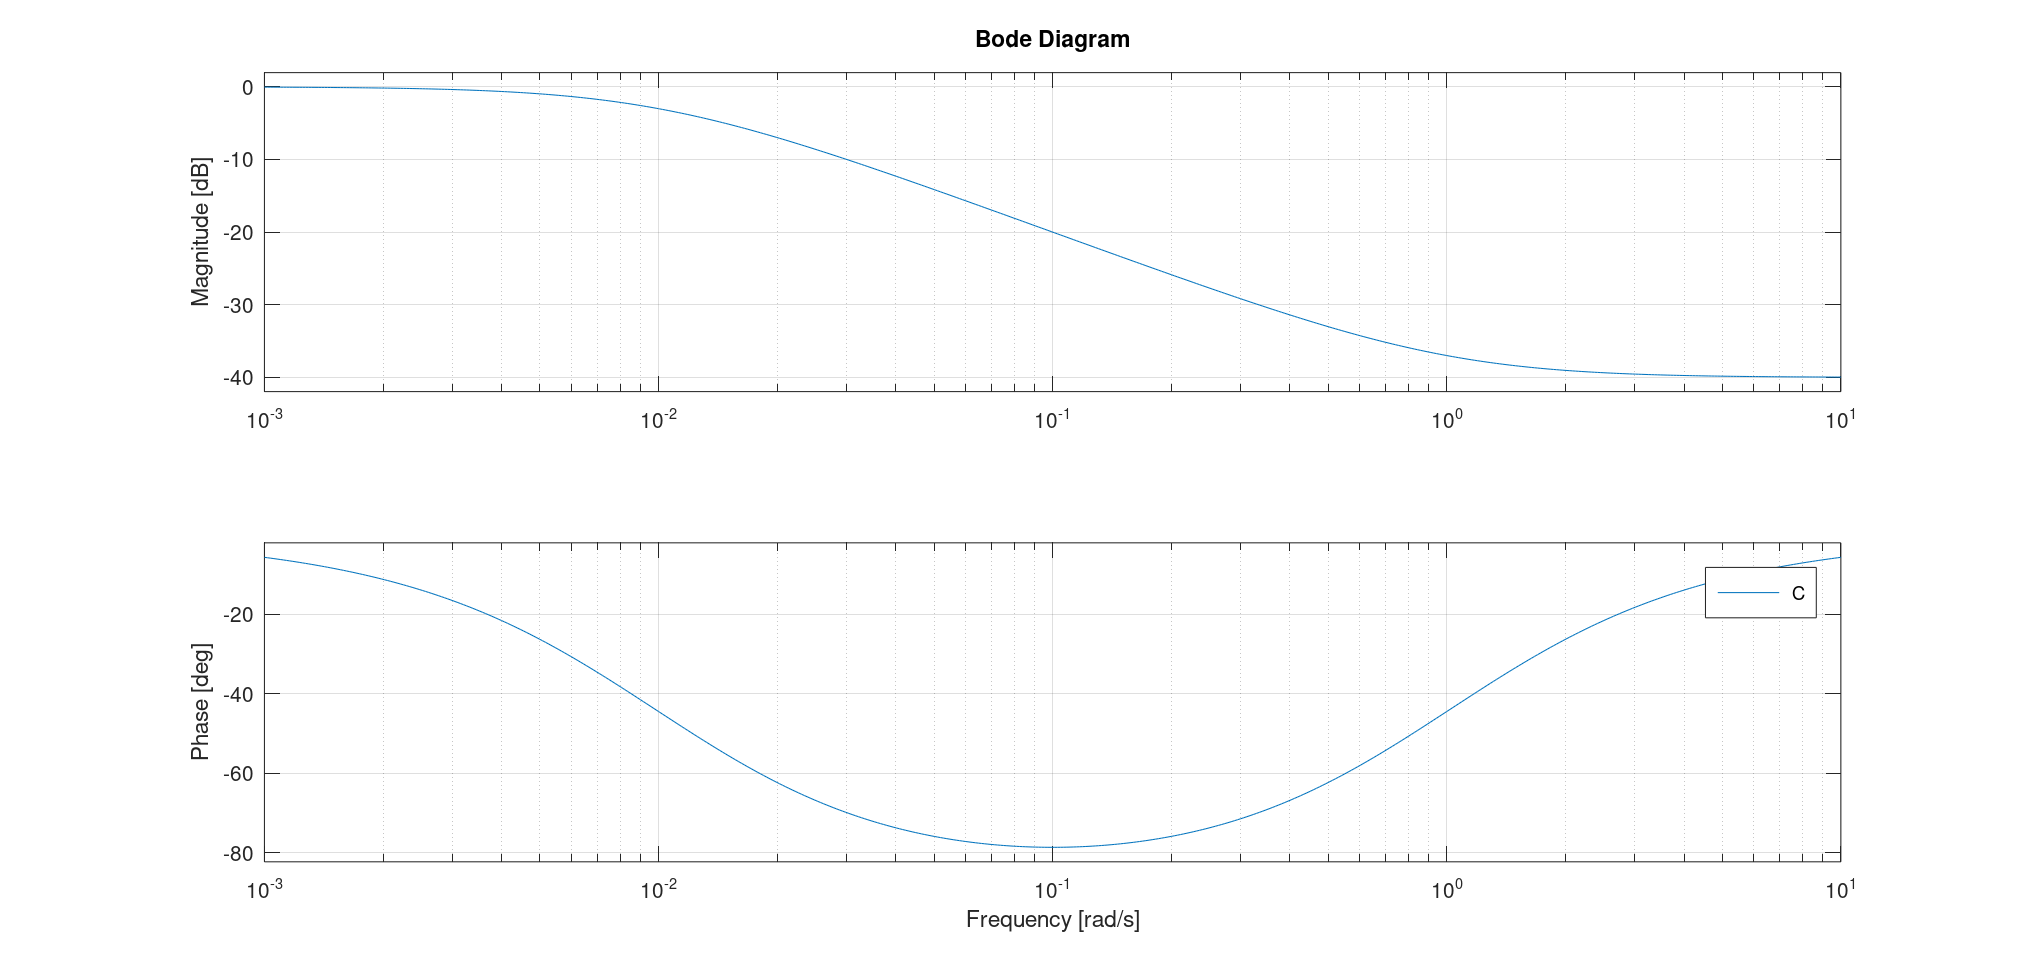 Bode Diagram
Magnitude [dB]
0
-10
-20
-30
-40
10^-3 10^-2 10^-1 10^0 10^1
Phase [deg]
-20
-40
-60
-80
C
10^-3 10^-2 10^-1 10^0 10^1
Frequency [rad/s]